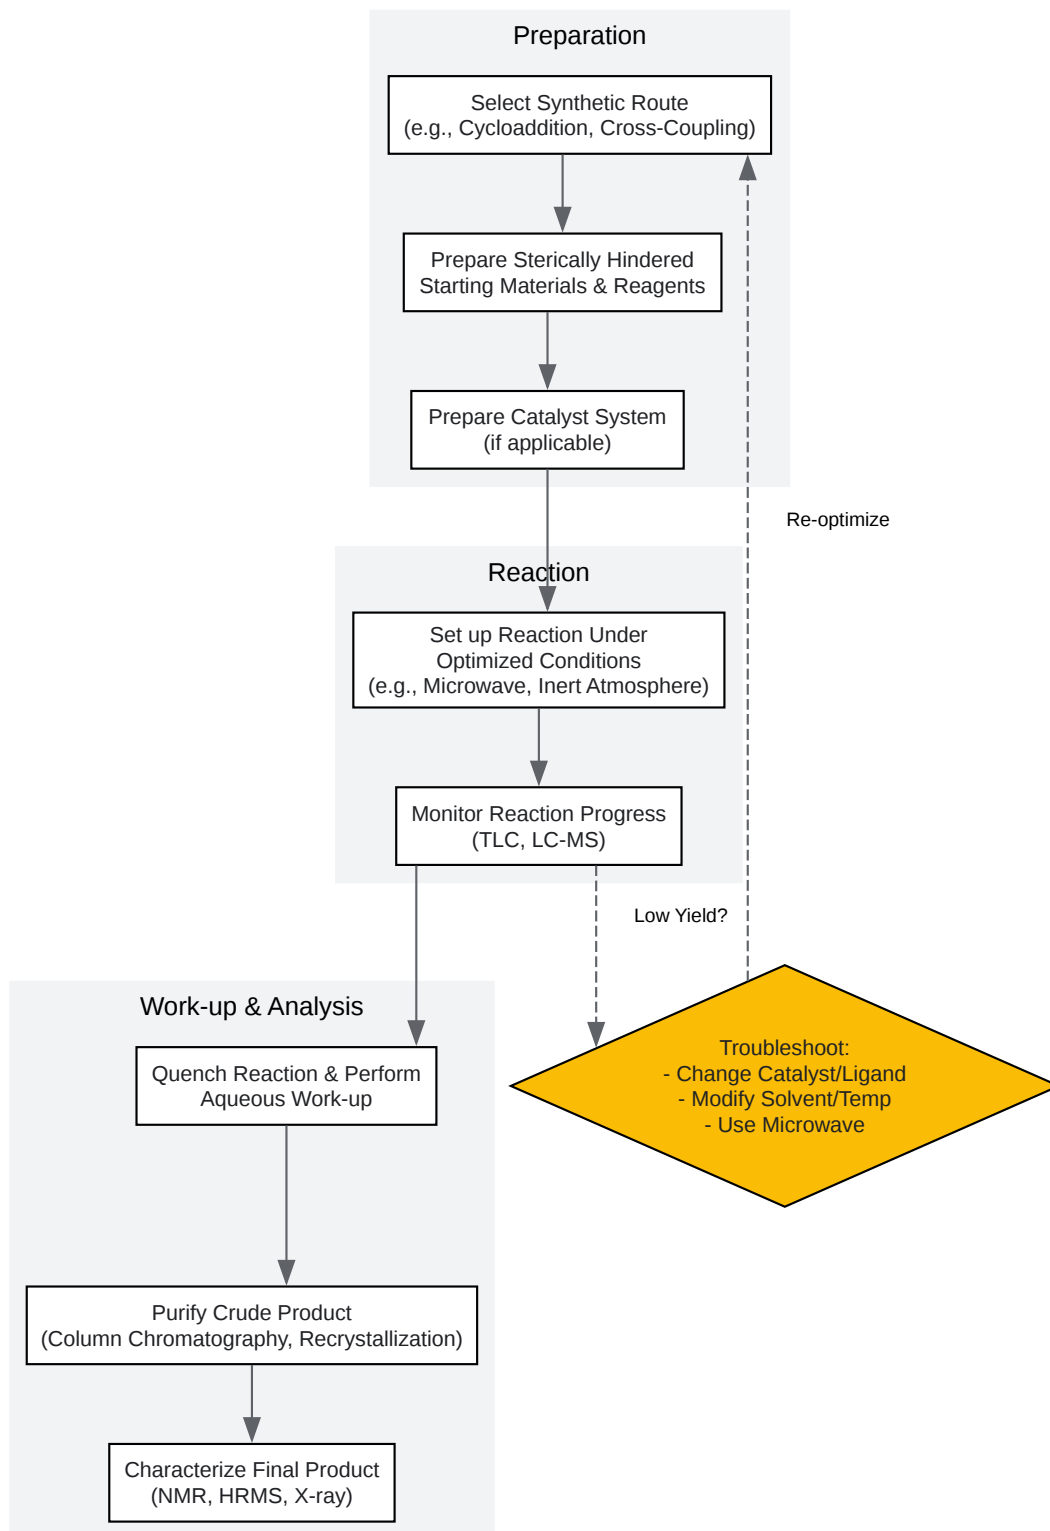 Preparation
Select Synthetic Route
(e.g., Cycloaddition, Cross-Coupling)
Prepare Sterically Hindered
Starting Materials & Reagents
Prepare Catalyst System
(if applicable)
Re-optimize
Reaction
Set up Reaction Under
Optimized Conditions
(e.g., Microwave, Inert Atmosphere)
Monitor Reaction Progress
(TLC, LC-MS)
Low Yield?
Work-up & Analysis
Quench Reaction & Perform
Aqueous Work-up
Troubleshoot:
- Change Catalyst/Ligand
- Modify Solvent/Temp
- Use Microwave
Purify Crude Product
(Column Chromatography, Recrystallization)
Characterize Final Product
(NMR, HRMS, X-ray)